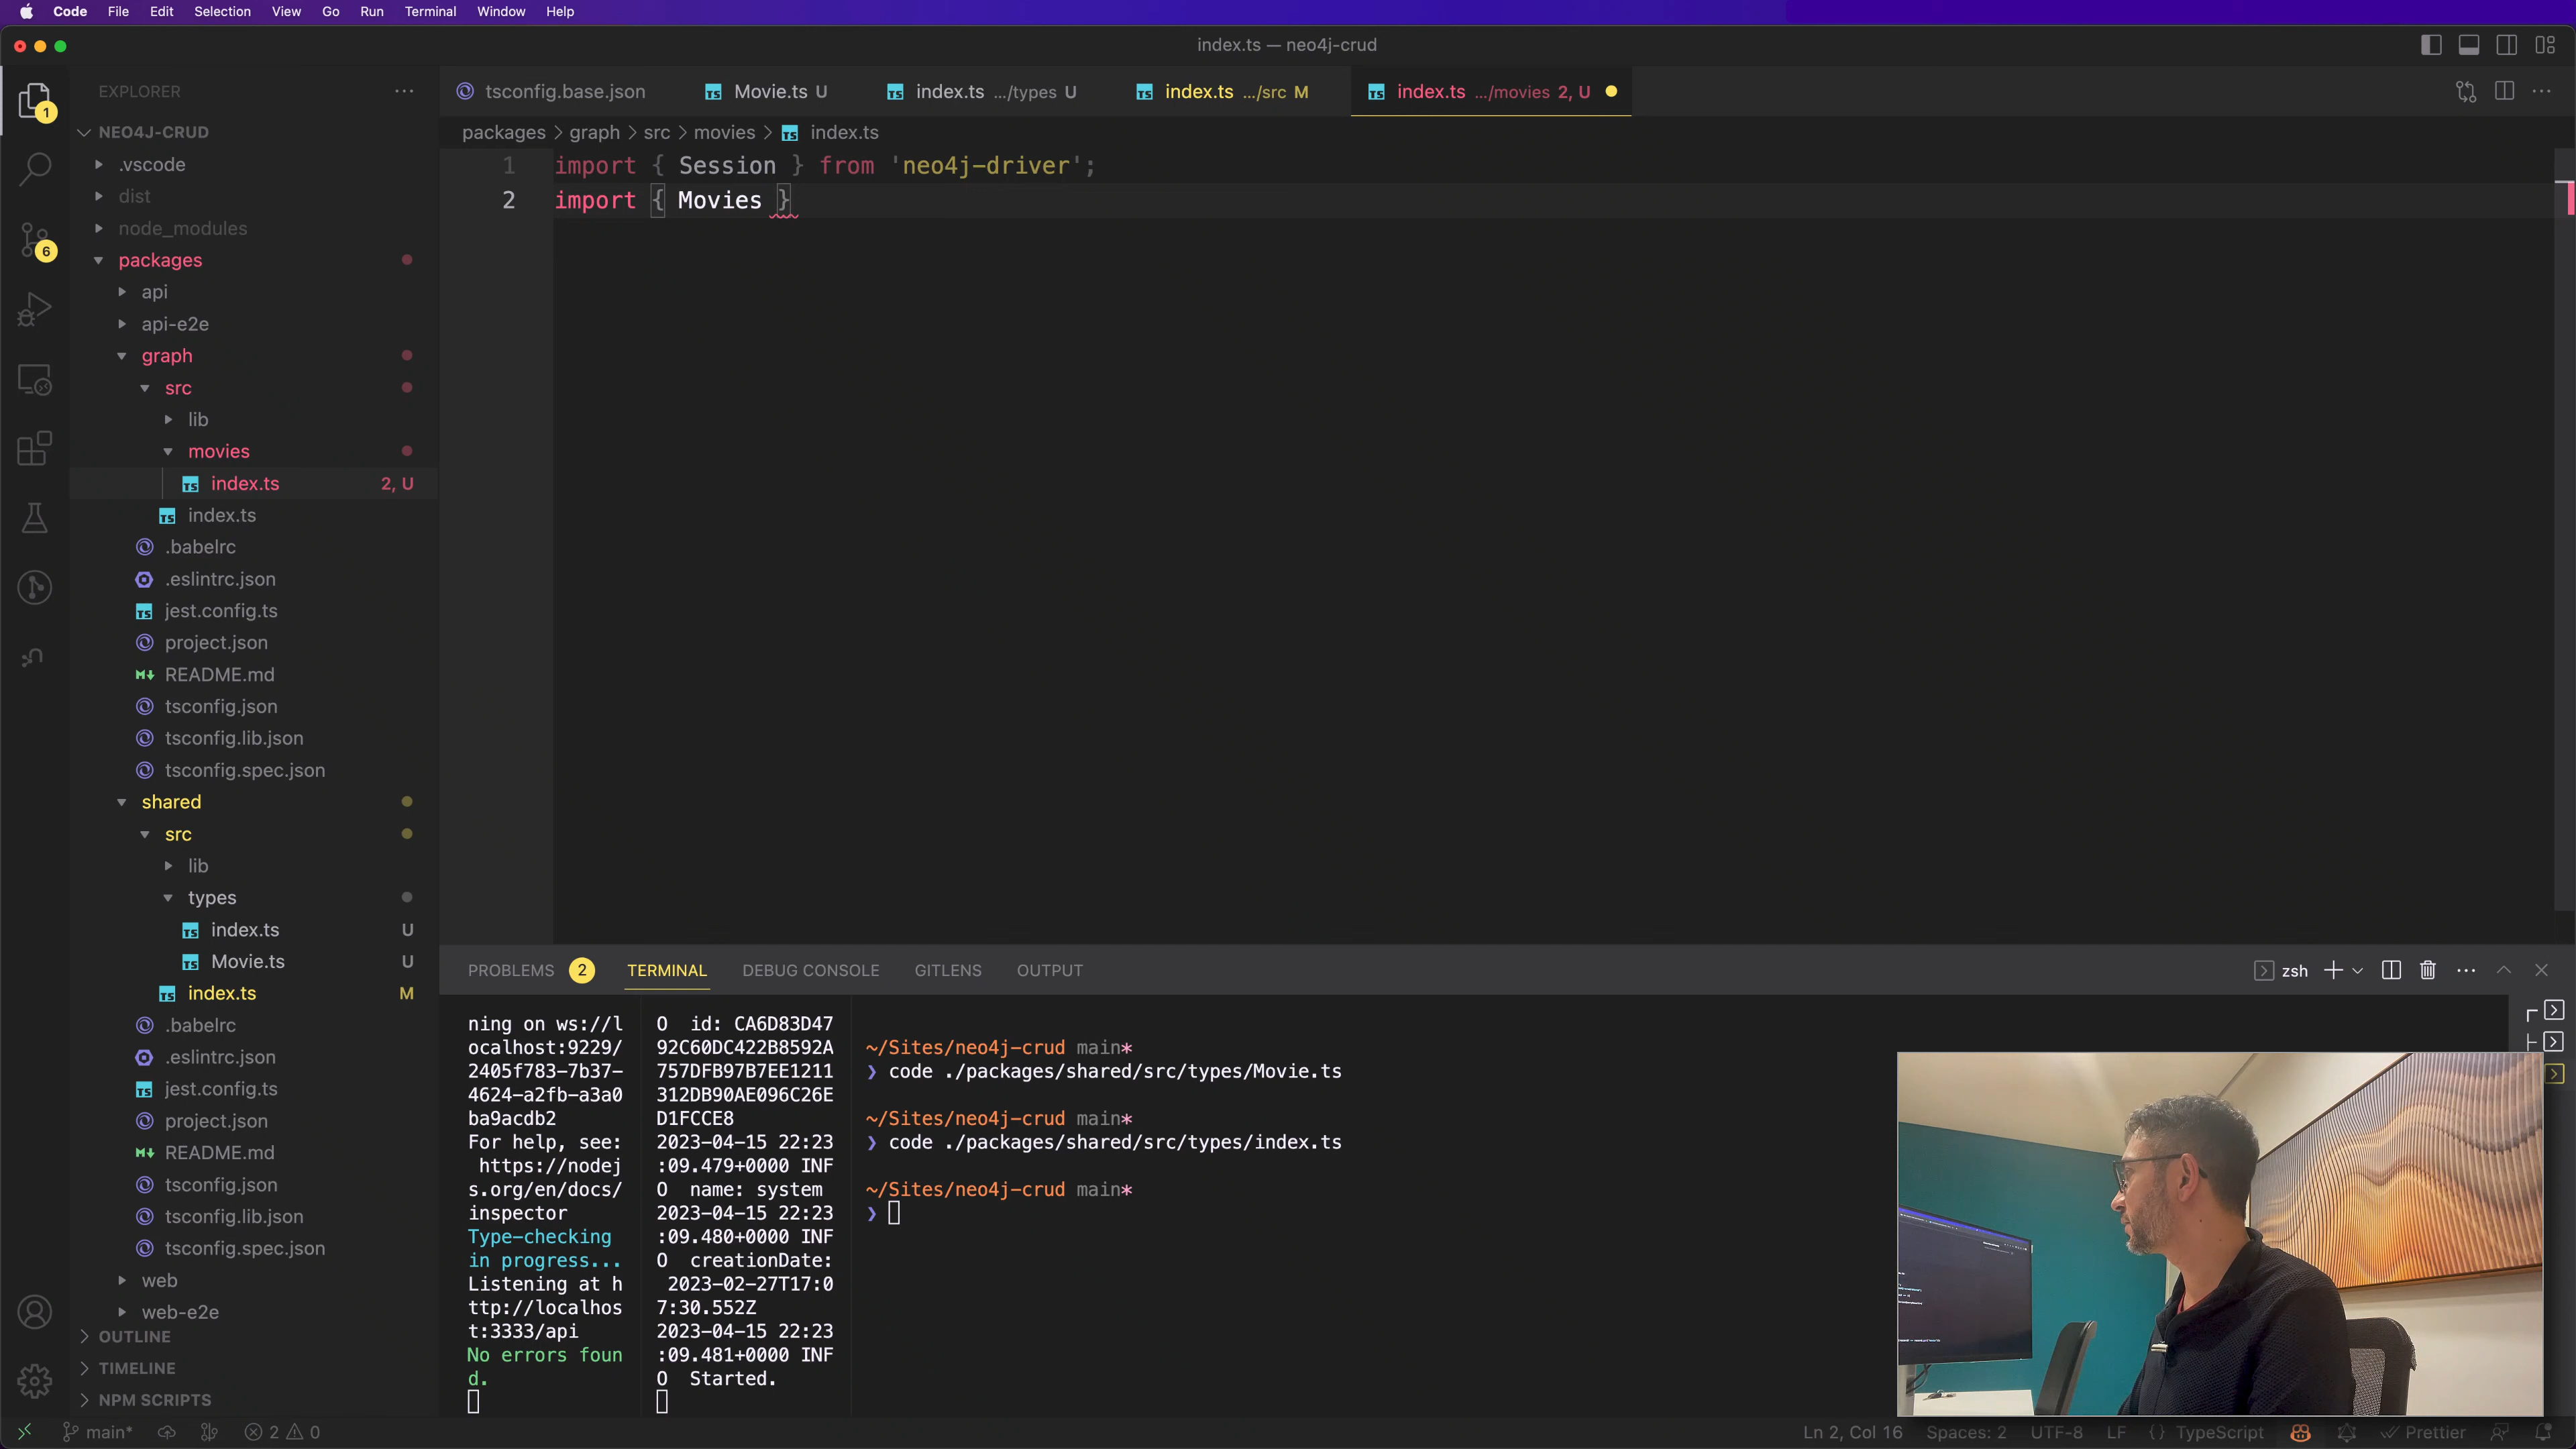 Code File Edit Selection View Go Run Terminal Window Help
index.ts — neo4j-crud
EXPLORER
tsconfig.base.json
Movie.ts U
index.ts .../types U
index.ts .../src M
index.ts .../movies 2, U
packages > graph > src > movies > index.ts
1 import { Session } from 'neo4j-driver';
2 import { Movies }
1
6
NEO4J-CRUD
.vscode
dist
node_modules
packages
api
api-e2e
graph
src
lib
movies
index.ts 2, U
index.ts
.babelrc
.eslintrc.json
jest.config.ts
project.json
README.md
tsconfig.json
tsconfig.lib.json
tsconfig.spec.json
shared
src
lib
types
index.ts U
Movie.ts U
index.ts M
.babelrc
.eslintrc.json
jest.config.ts
project.json
README.md
tsconfig.json
tsconfig.lib.json
tsconfig.spec.json
web
web-e2e
OUTLINE
TIMELINE
NPM SCRIPTS
PROBLEMS 2 TERMINAL DEBUG CONSOLE GITLENS OUTPUT
zsh
ning on ws://l
ocalhost:9229/
2405f783-7b37-
4624-a2fb-a3a0
ba9acdb2
For help, see:
https://nodej
s.org/en/docs/
inspector
Type-checking
in progress...
Listening at h
ttp://localhos
t:3333/api
No errors foun
d.
O id: CA6D83D47
92C60DC422B8592A
757DFB97B7EE1211
312DB90AE096C26E
D1FCCE8
2023-04-15 22:23
:09.479+0000 INF
O name: system
2023-04-15 22:23
:09.480+0000 INF
O creationDate:
2023-02-27T17:0
7:30.552Z
2023-04-15 22:23
:09.481+0000 INF
O Started.
~/Sites/neo4j-crud main*
❯ code ./packages/shared/src/types/Movie.ts
~/Sites/neo4j-crud main*
❯ code ./packages/shared/src/types/index.ts
~/Sites/neo4j-crud main*
❯
main* 2 0
Ln 2, Col 16 Spaces: 2 UTF-8 LF {} TypeScript Prettier